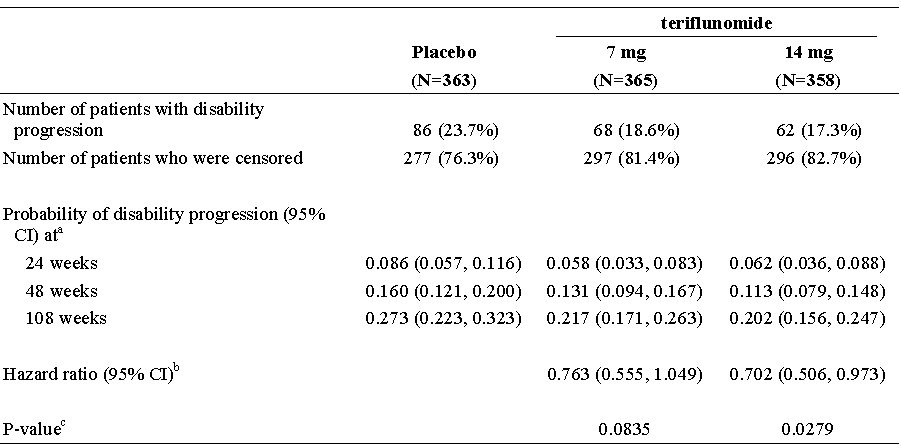 teriflunomide
Placebo 7 mg 14 mg
(N=363) (N=365) (N=358)
Number of patients with disability
progression 86 (23.7%) 68 (18.6%) 62 (17.3%)
Number of patients who were censored 277 (76.3%) 297 (81.4%) 296 (82.7%)
Probability of disability progression (95%
CI) at^a
24 weeks 0.086 (0.057, 0.116) 0.058 (0.033, 0.083) 0.062 (0.036, 0.088)
48 weeks 0.160 (0.121, 0.200) 0.131 (0.094, 0.167) 0.113 (0.079, 0.148)
108 weeks 0.273 (0.223, 0.323) 0.217 (0.171, 0.263) 0.202 (0.156, 0.247)
Hazard ratio (95% CI)^b 0.763 (0.555, 1.049) 0.702 (0.506, 0.973)
P-value^c 0.0835 0.0279